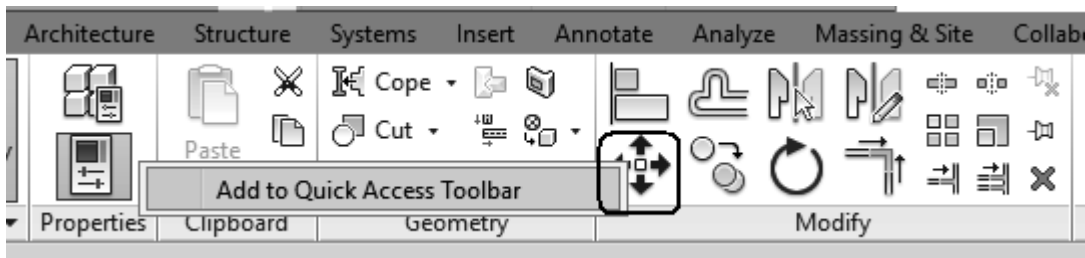 Architecture Structure Systems Insert Annotate Analyze Massing & Site
Cope
Cut
Paste
Add to Quick Access Toolbar
Properties Clipboard Geometry Modify